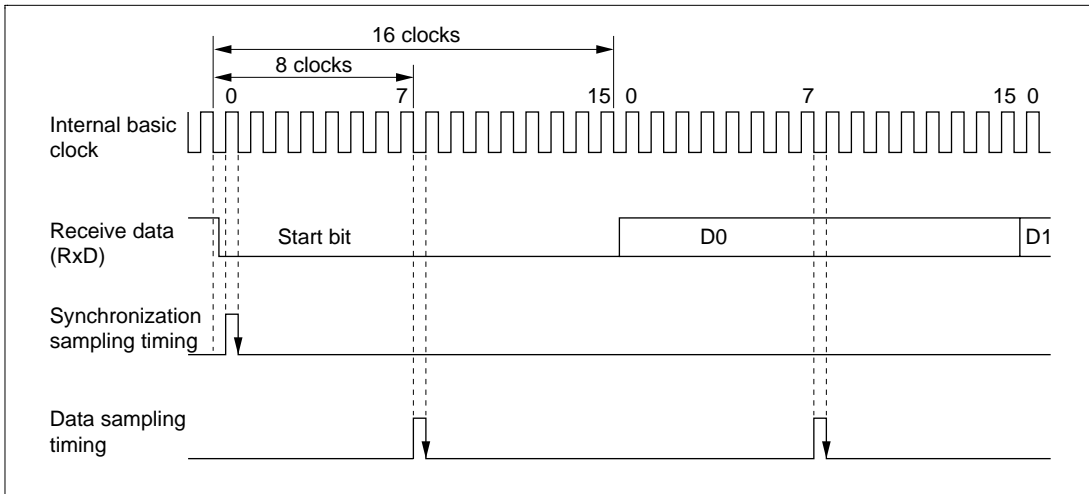 16 clocks
8 clocks
0 7 15 0 7 15 0
Internal basic
clock
Receive data
(RxD)
Start bit D0 D1
Synchronization
sampling timing
Data sampling
timing